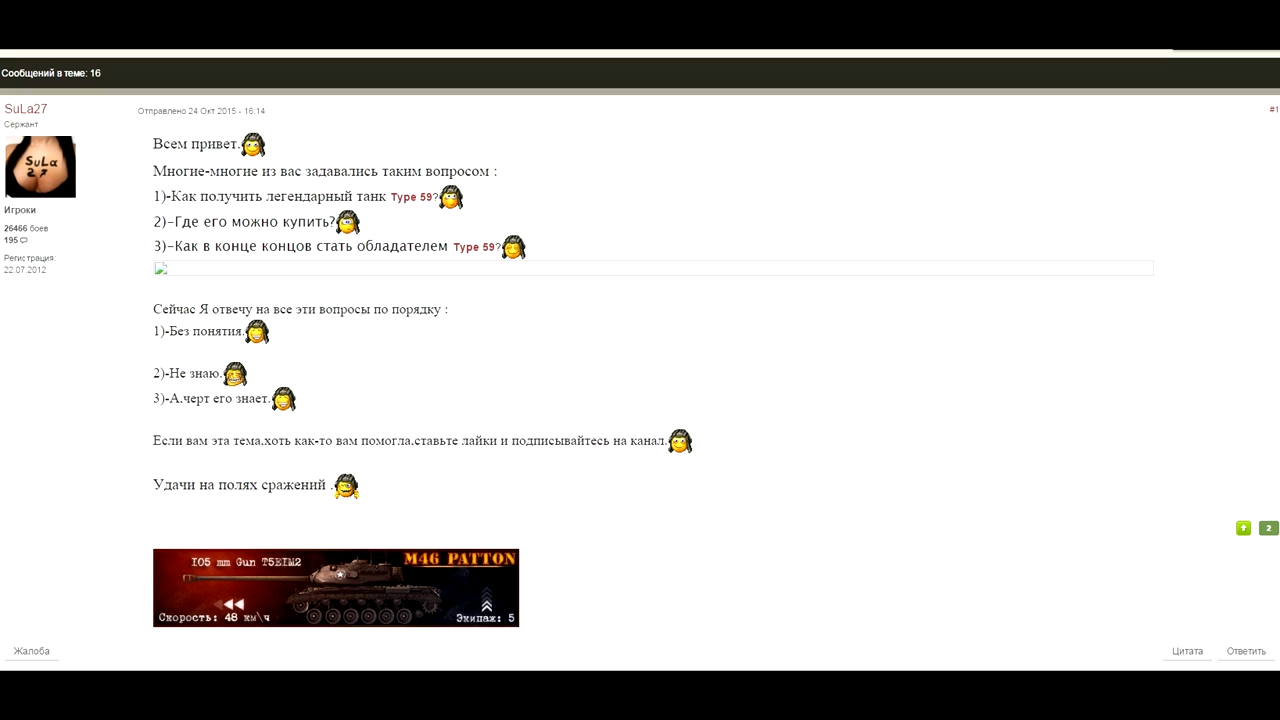 Сообщений в теме: 16
SuLa27
Отправлено 24 Окт 2015 - 16:14
#1
Сержант
SuLa
27
Игроки
26466 боев
195
Регистрация:
22.07.2012
Всем привет.
Многие-многие из вас задавались таким вопросом :
1)-Как получить легендарный танк Type 59?
2)-Где его можно купить?
3)-Как в конце концов стать обладателем Type 59?
Сейчас Я отвечу на все эти вопросы по порядку :
1)-Без понятия.
2)-Не знаю.
3)-А,черт его знает.
Если вам эта тема,хоть как-то вам помогла,ставьте лайки и подписывайтесь на канал.
Удачи на полях сражений .
2
105 mm Gun T5E1M2
M46 PATTON
Скорость: 48 км\ч
Экипаж: 5
Жалоба
Цитата
Ответить